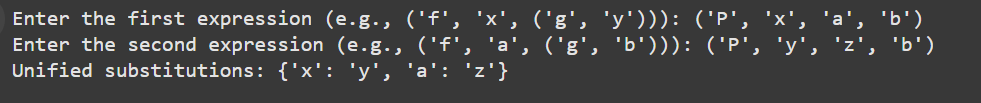 Enter the first expression (e.g., ('f', 'x', ('g', 'y'))): ('P', 'x', 'a', 'b')
Enter the second expression (e.g., ('f', 'a', ('g', 'b'))): ('P', 'y', 'z', 'b')
Unified substitutions: {'x': 'y', 'a': 'z'}